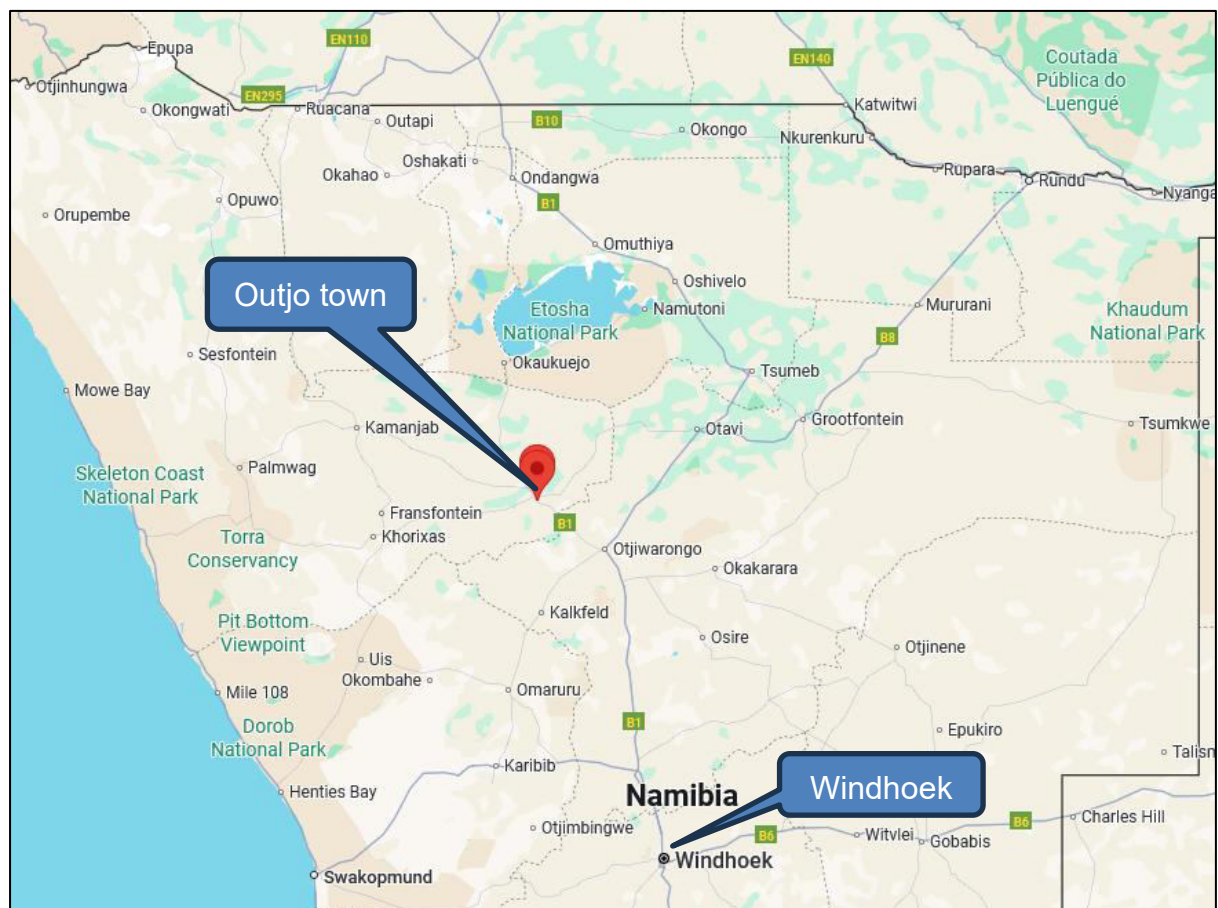 EN110
Epupa
EN140
Coutada
Pública do
Luengué
Otjinhungwa
EN295
Okongwati
Ruacana
Outapi
B10
Katwitwi
Okongo
Nkurenkuru
Oshakati
Okahao
Ondangwa
Rupara
Rundu
Nyanga
Opuwo
B1
Orupembe
Omuthiya
Outjo town
Oshivelo
Etosha
National Park
Namutoni
Mururani
Khaudum
National Park
B8
Sesfontein
Okaukuejo
Tsumeb
Mowe Bay
Kamanjab
Otavi
Grootfontein
Tsumkwe
Skeleton Coast
National Park
Palmwag
Fransfontein
B1
Khorixas
Torra
Conservancy
Otjiwarongo
Okakarara
Kalkfeld
Pit Bottom
Viewpoint
Osire
Otjinene
Uis
Okombahe
Mile 108
Omaruru
Dorob
National Park
B1
Epukiro
Talism
Karibib
Henties Bay
Namibia
Windhoek
Charles Hill
Otjimbingwe
B6
B6
Witvlei
Gobabis
Windhoek
Swakopmund